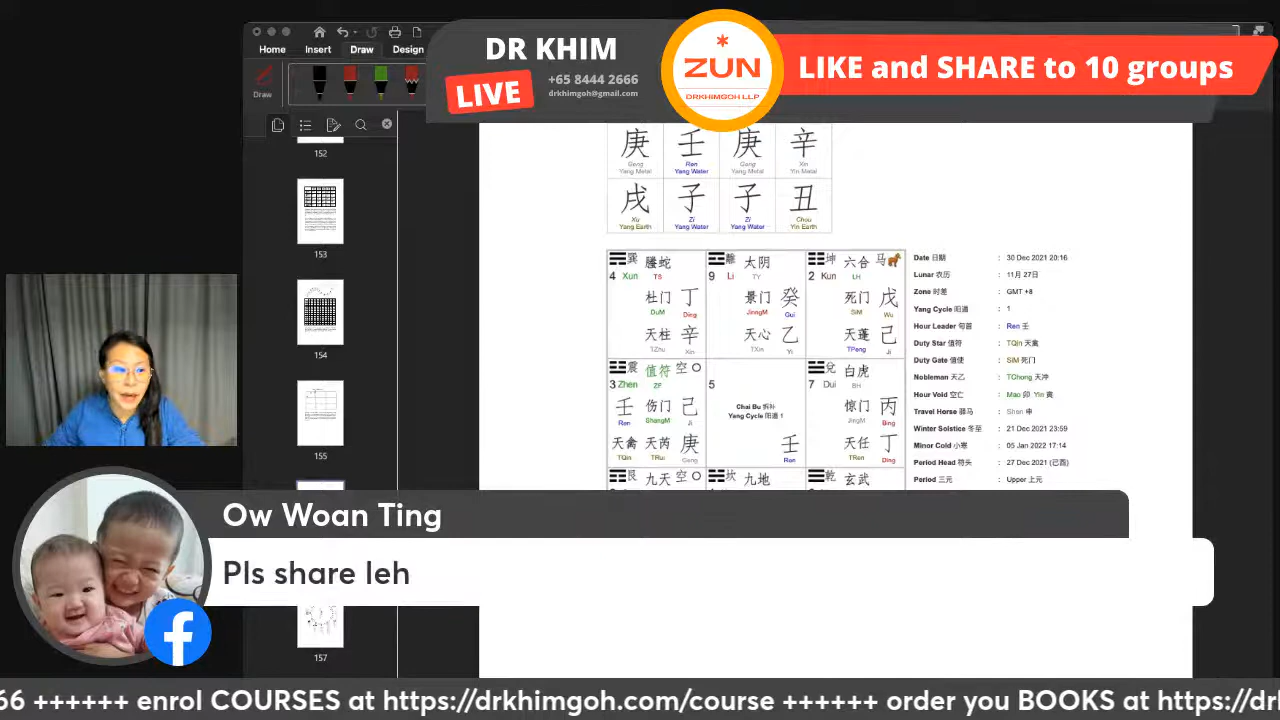 Home Insert Draw Design
Draw
DR KHIM
LIVE
+65 8444 2666
drkhimgoh@gmail.com
*
ZUN
DRKHIMGOH LLP
LIKE and SHARE to 10 groups
152
153
154
155
157
庚 壬 庚 辛
Geng Ren Geng Xin
Yang Metal Yang Water Yang Metal Yin Metal
戌 子 子 丑
Xu Zi Zi Chou
Yang Earth Yang Water Yang Water Yin Earth
巽 螣蛇 離 太阴 坤 六合 马
4 Xun TS 9 Li TY 2 Kun LH
杜门 丁 景门 癸 死门 戊
DuM Ding JingM Gui SiM Wu
天柱 辛 天心 乙 天蓬 己
TZhu Xin TXin Yi TPeng Ji
震 值符 空 兌 白虎
3 Zhen ZF 5 7 Dui BH
壬 伤门 己 Chai Bu 拆补 惊门 丙
Ren ShangM Ji Yang Cycle 阳遁 1 JingM Bing
天禽 天芮 庚 壬 天任 丁
TQin TRui Geng Ren TRen Ding
艮 九天 空 坎 九地 乾 玄武
Date 日期 : 30 Dec 2021 20:16
Lunar 农历 : 11月 27日
Zone 时差 : GMT +8
Yang Cycle 阳遁 : 1
Hour Leader 旬首 : Ren 壬
Duty Star 值符 : TQin 天禽
Duty Gate 值使 : SiM 死门
Nobleman 天乙 : TChong 天冲
Hour Void 空亡 : Mao 卯 Yin 寅
Travel Horse 驿马 : Shen 申
Winter Solstice 冬至 : 21 Dec 2021 23:59
Minor Cold 小寒 : 05 Jan 2022 17:14
Period Head 符头 : 27 Dec 2021 (己酉)
Period 三元 : Upper 上元
Ow Woan Ting
Pls share leh
66 ++++++ enrol COURSES at https://drkhimgoh.com/course ++++++ order you BOOKS at https://dr